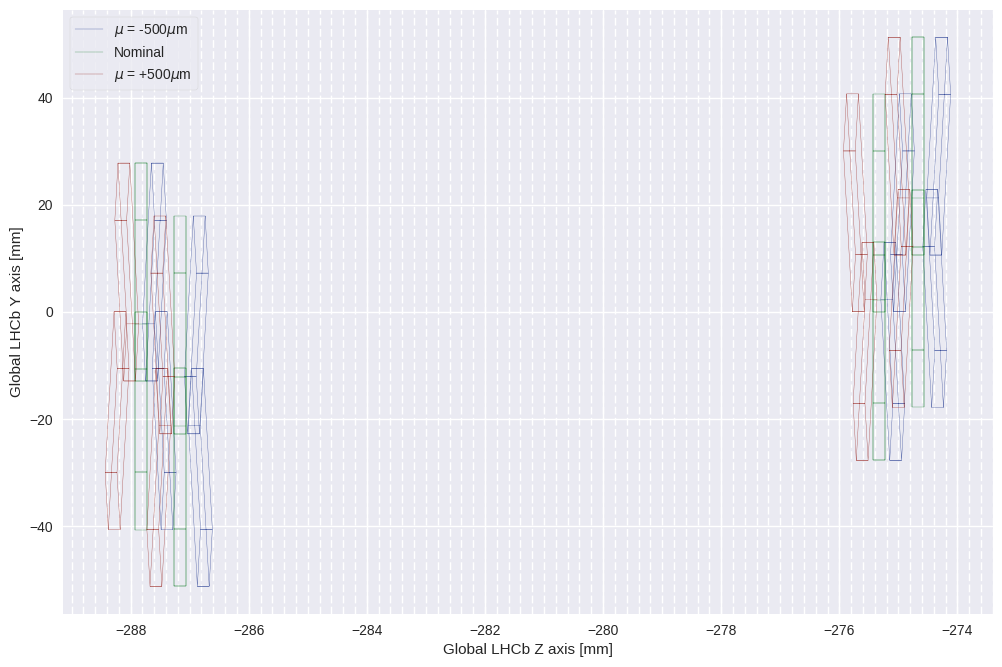 μ = -500μm
Nominal
μ = +500μm
40
20
0
−20
−40
Global LHCb Y axis [mm]
−288
−286
−284
−282
−280
−278
−276
−274
Global LHCb Z axis [mm]